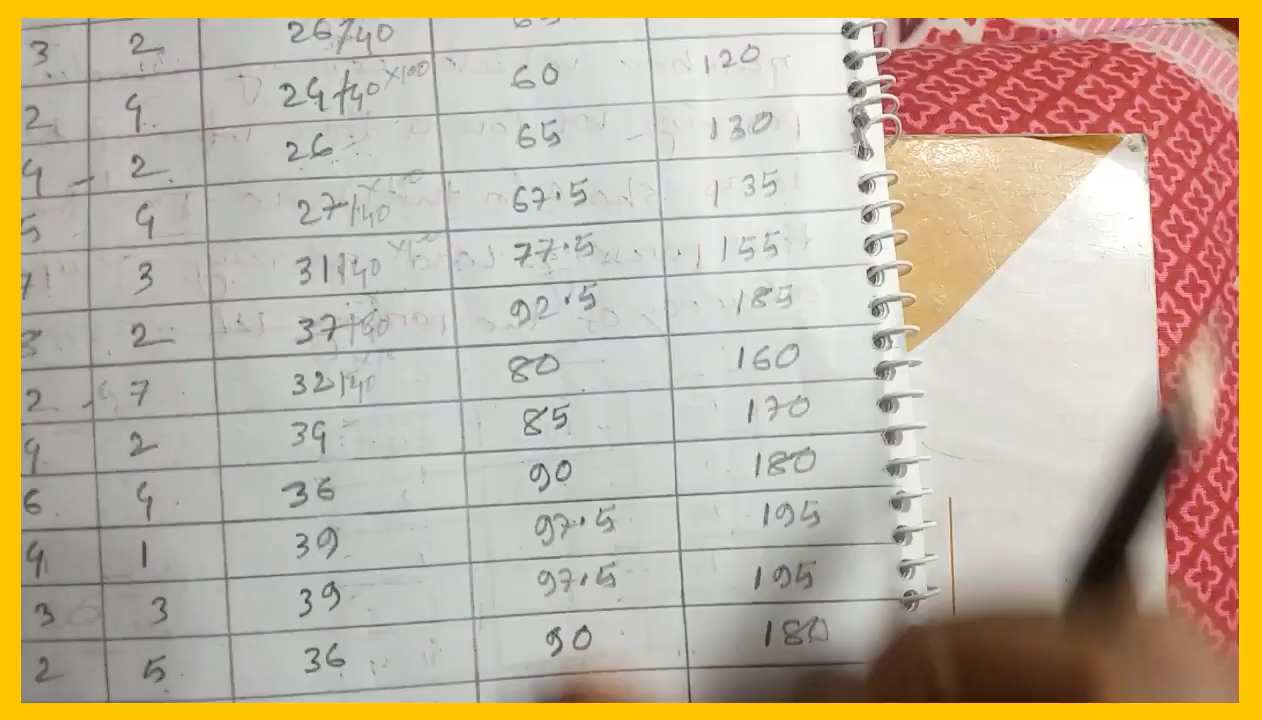 3 2 26/40 65
2 4 24/40 ×100 60 120
4 2 26 65 130
5 4 27/40 67.5 135
7 3 31/40 77.5 155
3 2 37/40 92.5 185
2 7 32/40 80 160
4 2 34 85 170
6 4 36 90 180
4 1 39 97.5 195
3 3 39 97.5 195
2 5 36 90 180